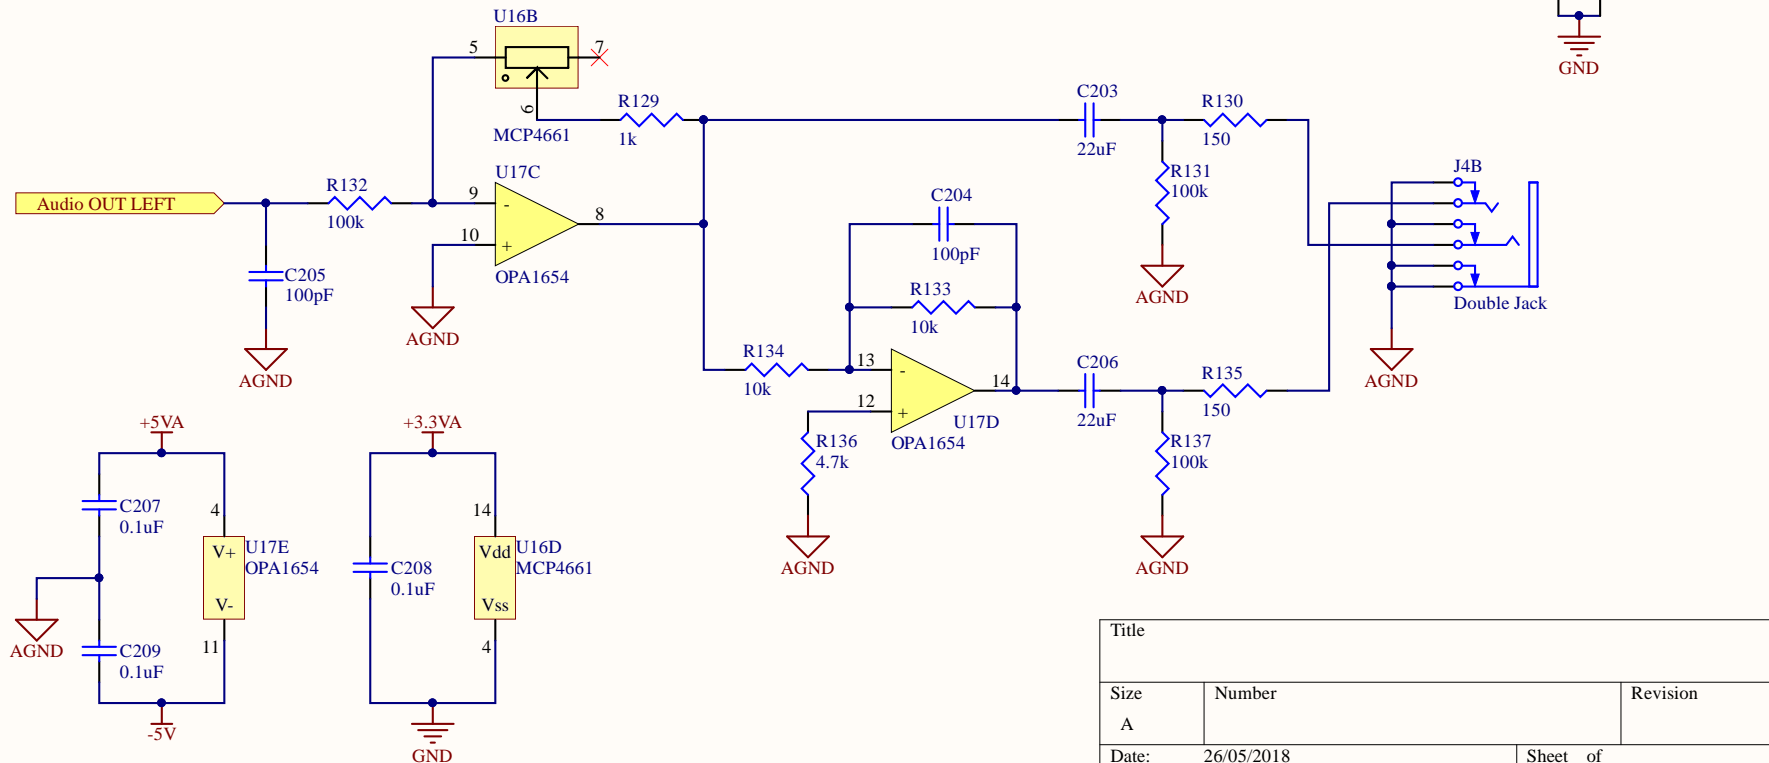 U16B
5
7
6
MCP4661
R129
1k
C203
22uF
R130
150
GND
R131
100k
AGND
J4B
Double Jack
AGND
Audio OUT LEFT
R132
100k
C205
100pF
AGND
U17C
9
-
8
10
+
OPA1654
AGND
C204
100pF
R133
10k
R134
10k
13
-
14
12
+
U17D
OPA1654
R136
4.7k
AGND
C206
22uF
R135
150
R137
100k
AGND
+5VA
C207
0.1uF
4
V+
U17E
OPA1654
V-
11
AGND
C209
0.1uF
-5V
+3.3VA
14
Vdd
U16D
MCP4661
C208
0.1uF
Vss
4
GND
Title
Size
Number
Revision
A
Date:
26/05/2018
Sheet of